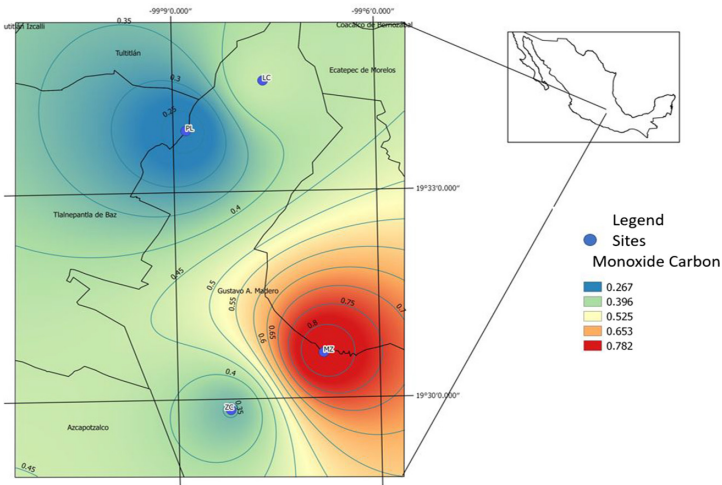 -99°9'0.000"
-99°6'0.000"
0.35
utitlán Izcalli
Coacalco de Berriozábal
Tultitlán
Ecatepec de Morelos
0.3
LC
0.25
PL
19°33'0.000"
0.4
Tlalnepantla de Baz
0.45
0.5
Gustavo A. Madero
0.55
0.75
0.7
0.8
0.65
0.6
MZ
0.4
19°30'0.000"
ZG
0.35
Azcapotzalco
0.45
Legend
Sites
Monoxide Carbon
0.267
0.396
0.525
0.653
0.782